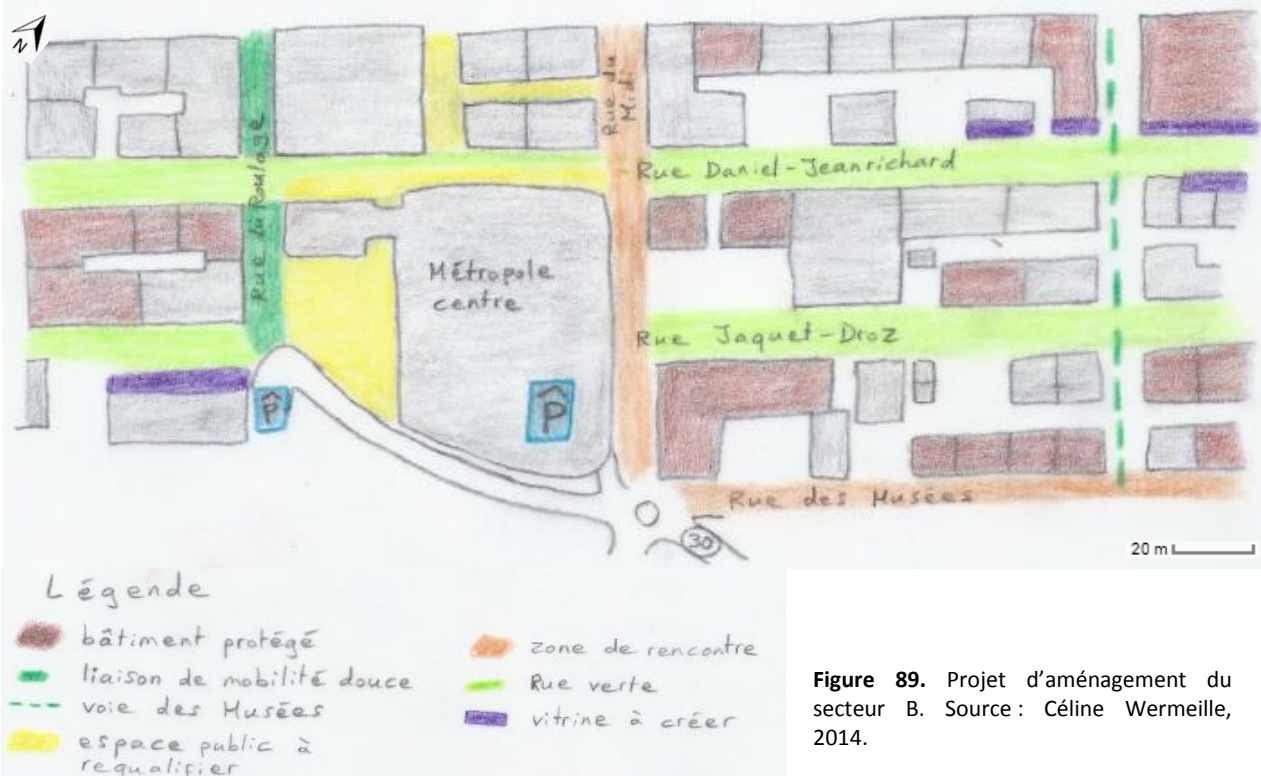 N
Rue du Midi
Rue Daniel-Jeanrichard
Rue du Roulage
Métropole
centre
Rue Jaquet-Droz
P
P
Rue des Musées
30
20 m
Légende
bâtiment protégé
liaison de mobilité douce
voie des Musées
espace public à
requalifier
zone de rencontre
Rue verte
vitrine à créer
Figure 89. Projet d'aménagement du
secteur B. Source : Céline Wermeille,
2014.